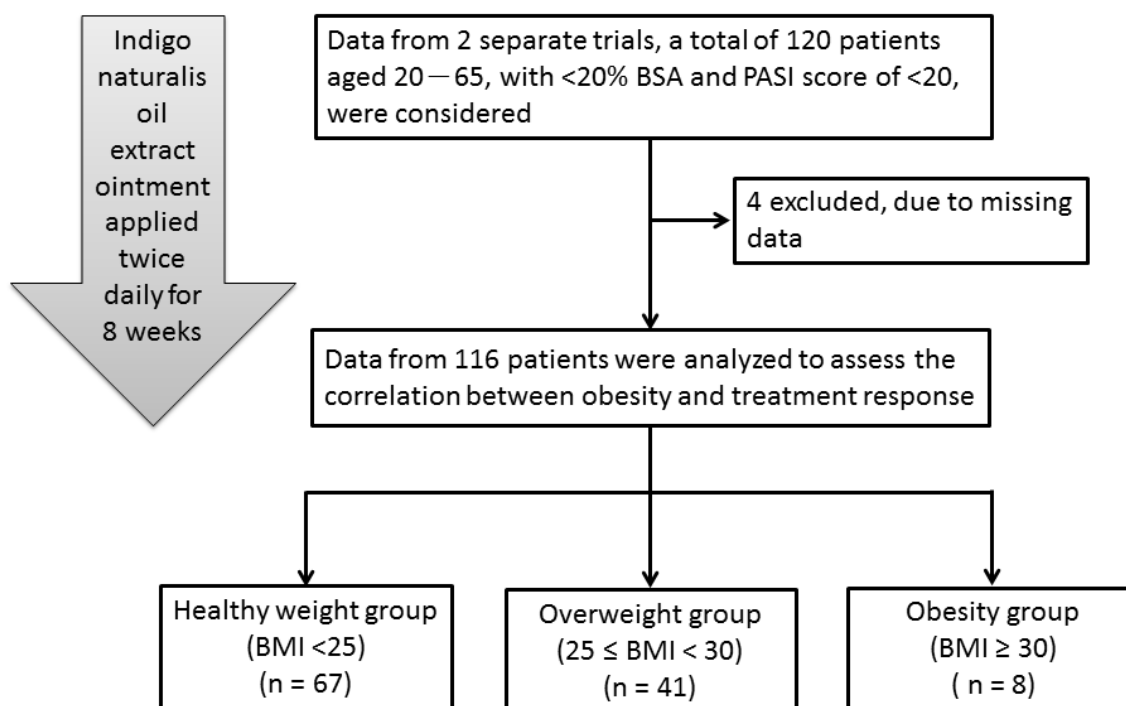 Indigo
naturalis
oil
extract
ointment
applied
twice
daily for
8 weeks
Data from 2 separate trials, a total of 120 patients
aged 20－65, with <20% BSA and PASI score of <20,
were considered
4 excluded, due to missing
data
Data from 116 patients were analyzed to assess the
correlation between obesity and treatment response
Healthy weight group
(BMI <25)
(n = 67)
Overweight group
(25 ≤ BMI < 30)
(n = 41)
Obesity group
(BMI ≥ 30)
( n = 8)